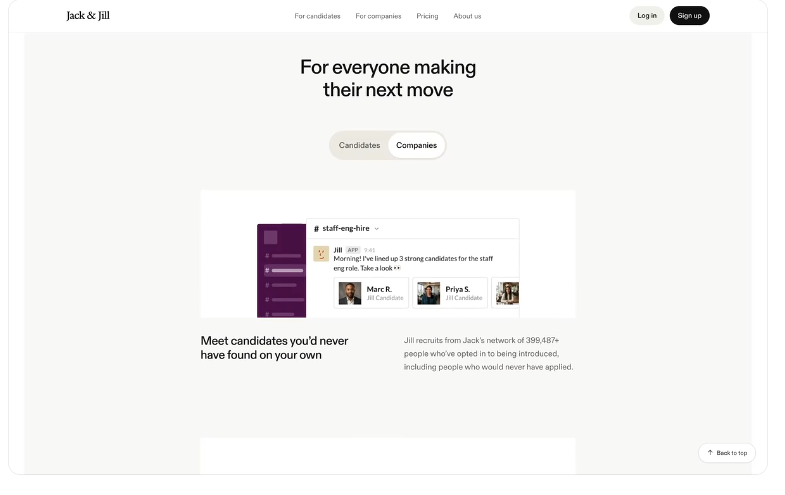 Jack & Jill
For candidates
For companies
Pricing
About us
Log in
Sign up
For everyone making
their next move
Candidates
Companies
# staff-eng-hire
Jill APP 9:41
Morning! I've lined up 3 strong candidates for the staff
eng role. Take a look 👀
Marc R.
Jill Candidate
Priya S.
Jill Candidate
Meet candidates you'd never
have found on your own
Jill recruits from Jack's network of 399,487+
people who've opted in to being introduced,
including people who would never have applied.
↑ Back to top